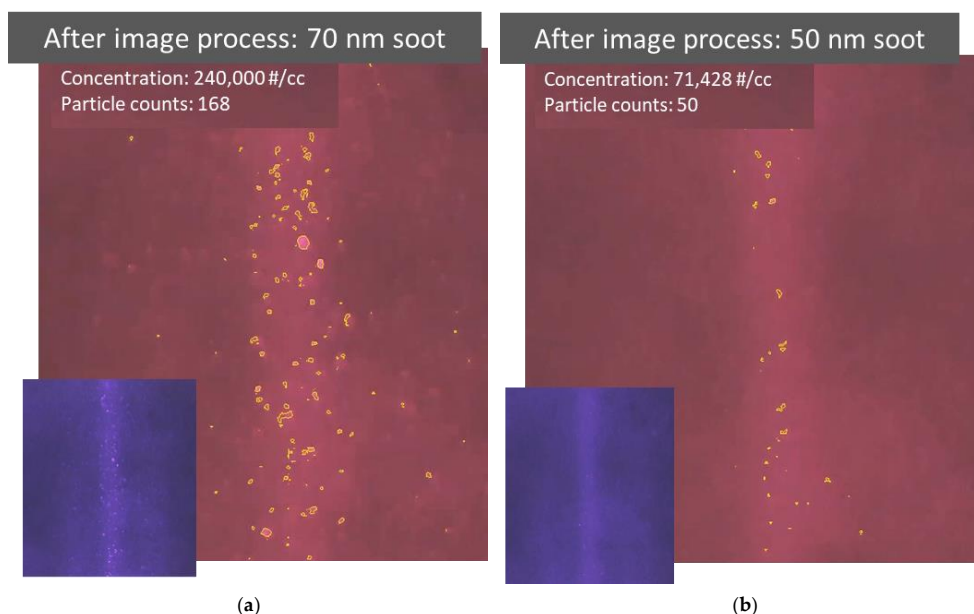 After image process: 70 nm soot
Concentration: 240,000 #/cc
Particle counts: 168
After image process: 50 nm soot
Concentration: 71,428 #/cc
Particle counts: 50
(a)
(b)